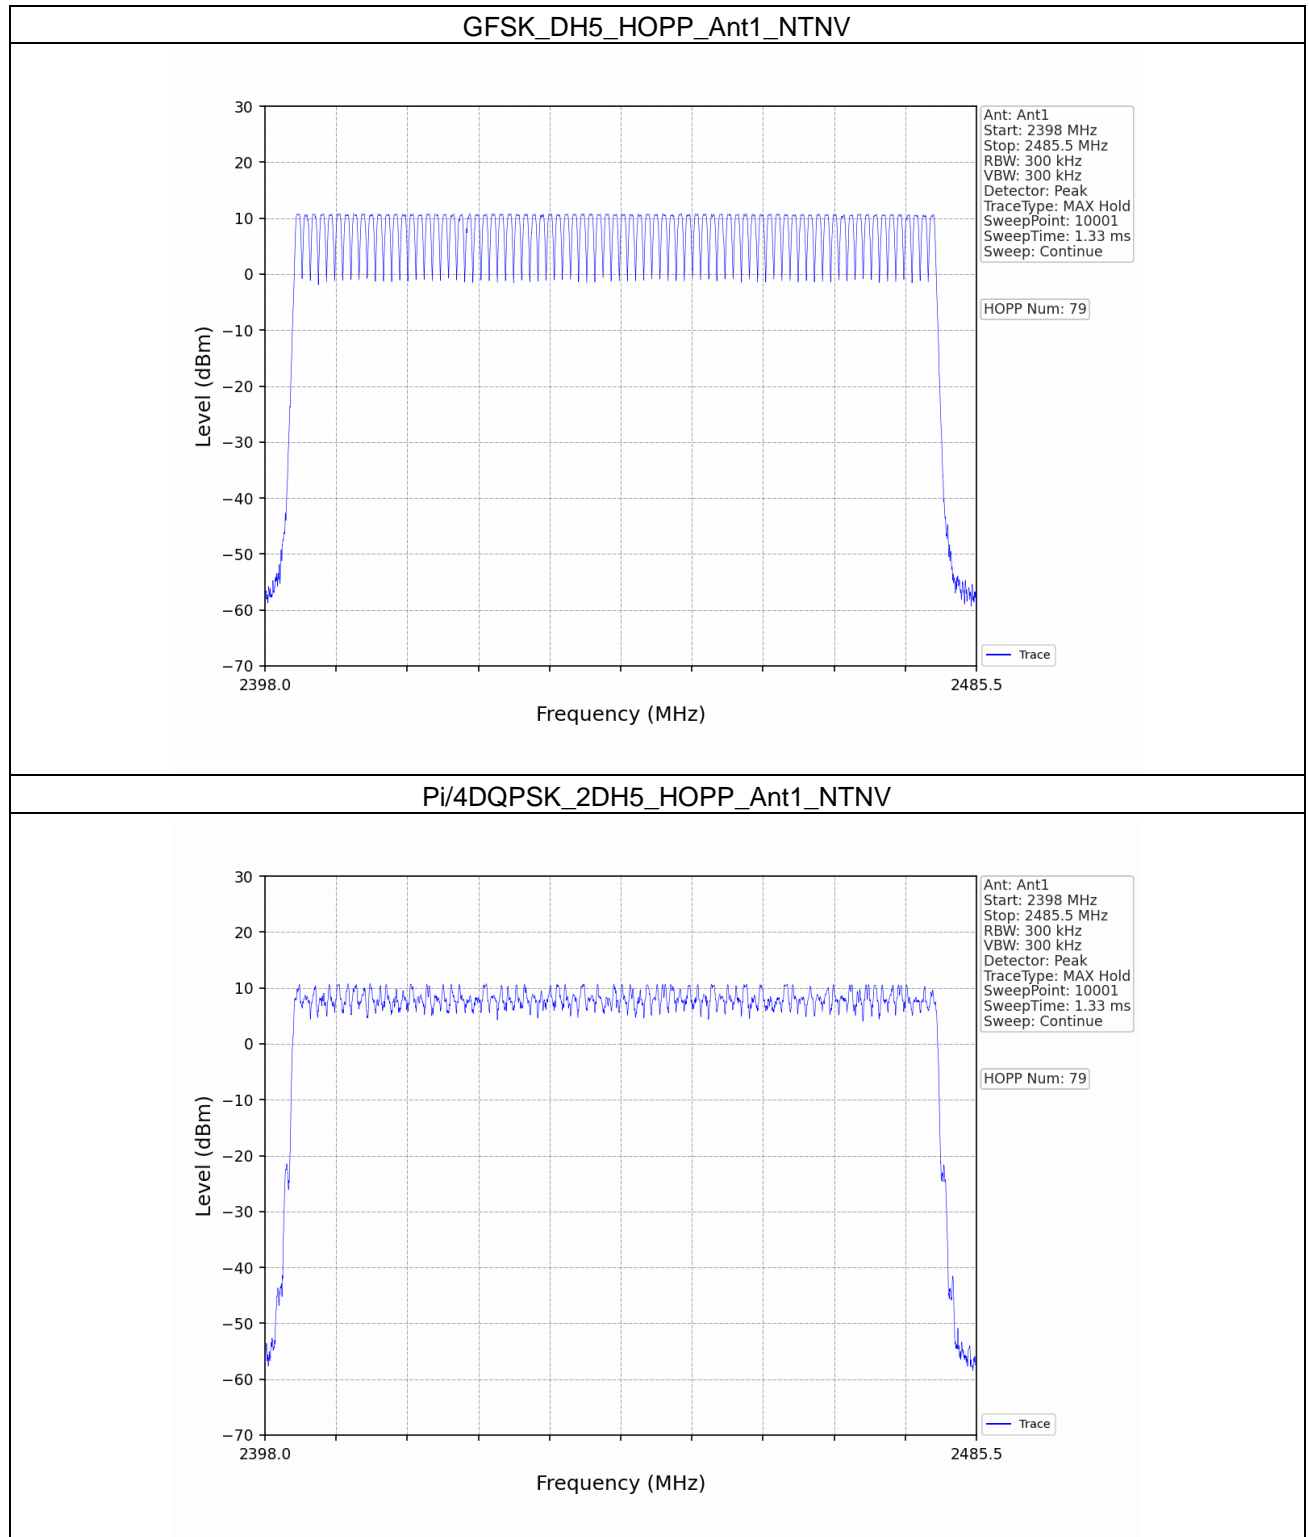 GFSK_DH5_HOPP_Ant1_NTNV
30
20
10
0
−10
−20
−30
−40
−50
−60
−70
Level (dBm)
2398.0
2485.5
Frequency (MHz)
Ant: Ant1
Start: 2398 MHz
Stop: 2485.5 MHz
RBW: 300 kHz
VBW: 300 kHz
Detector: Peak
TraceType: MAX Hold
SweepPoint: 10001
SweepTime: 1.33 ms
Sweep: Continue
HOPP Num: 79
Trace
Pi/4DQPSK_2DH5_HOPP_Ant1_NTNV
30
20
10
0
−10
−20
−30
−40
−50
−60
−70
Level (dBm)
2398.0
2485.5
Frequency (MHz)
Ant: Ant1
Start: 2398 MHz
Stop: 2485.5 MHz
RBW: 300 kHz
VBW: 300 kHz
Detector: Peak
TraceType: MAX Hold
SweepPoint: 10001
SweepTime: 1.33 ms
Sweep: Continue
HOPP Num: 79
Trace